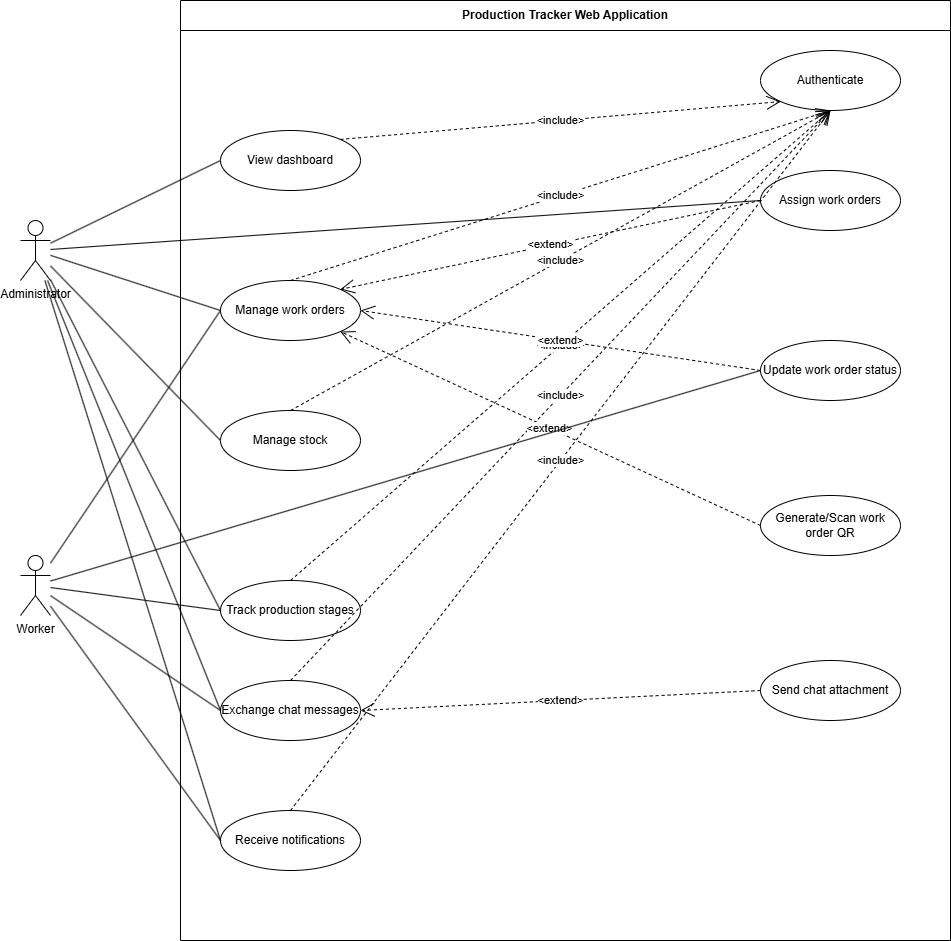 Production Tracker Web Application
Authenticate
<include>
View dashboard
<include>
Assign work orders
<extend>
<include>
Administrator
Manage work orders
<extend>
<include>
Update work order status
<include>
<extend>
Manage stock
<include>
Generate/Scan work
order QR
Track production stages
Worker
Send chat attachment
<extend>
Exchange chat messages
Receive notifications